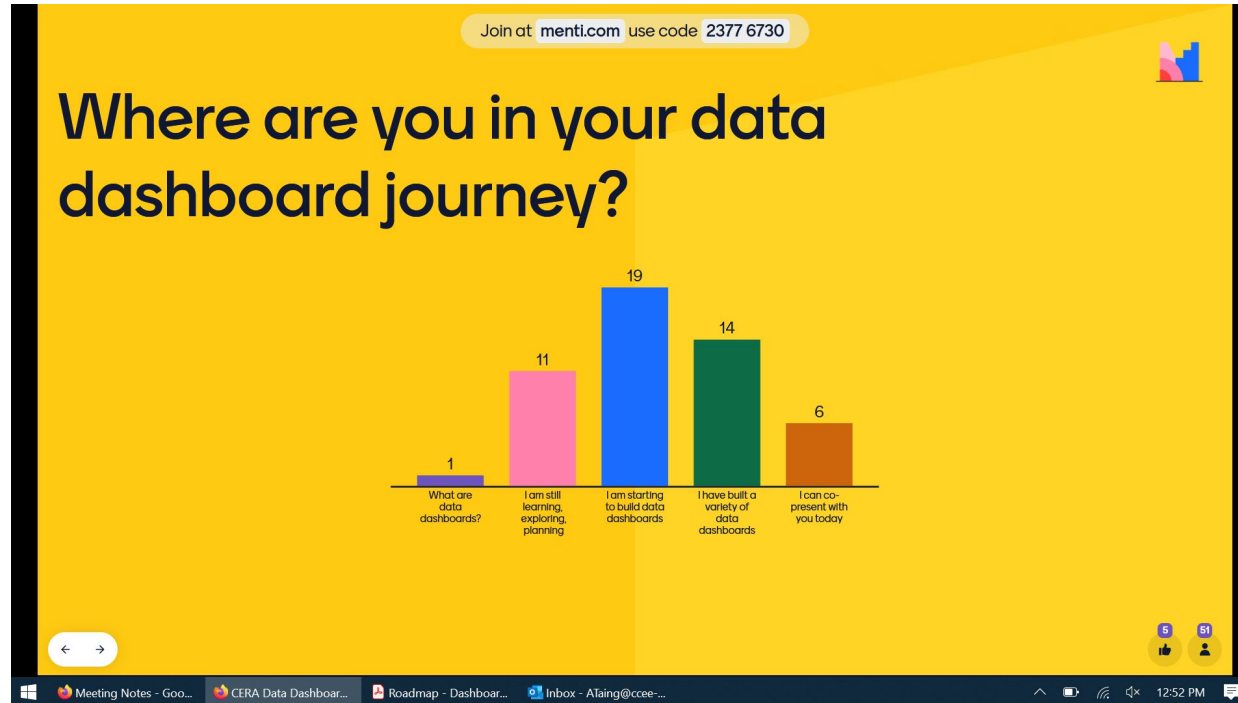 Join at menti.com use code 2377 6730
Where are you in your data
dashboard journey?
19
14
11
6
1
What are
data
dashboards?
I am still
learning,
exploring,
planning
I am starting
to build data
dashboards
I have built a
variety of
data
dashboards
I can co-
present with
you today
5
51
Meeting Notes - Goo...
CERA Data Dashboar...
Roadmap - Dashboar...
Inbox - ATaing@ccee-...
12:52 PM